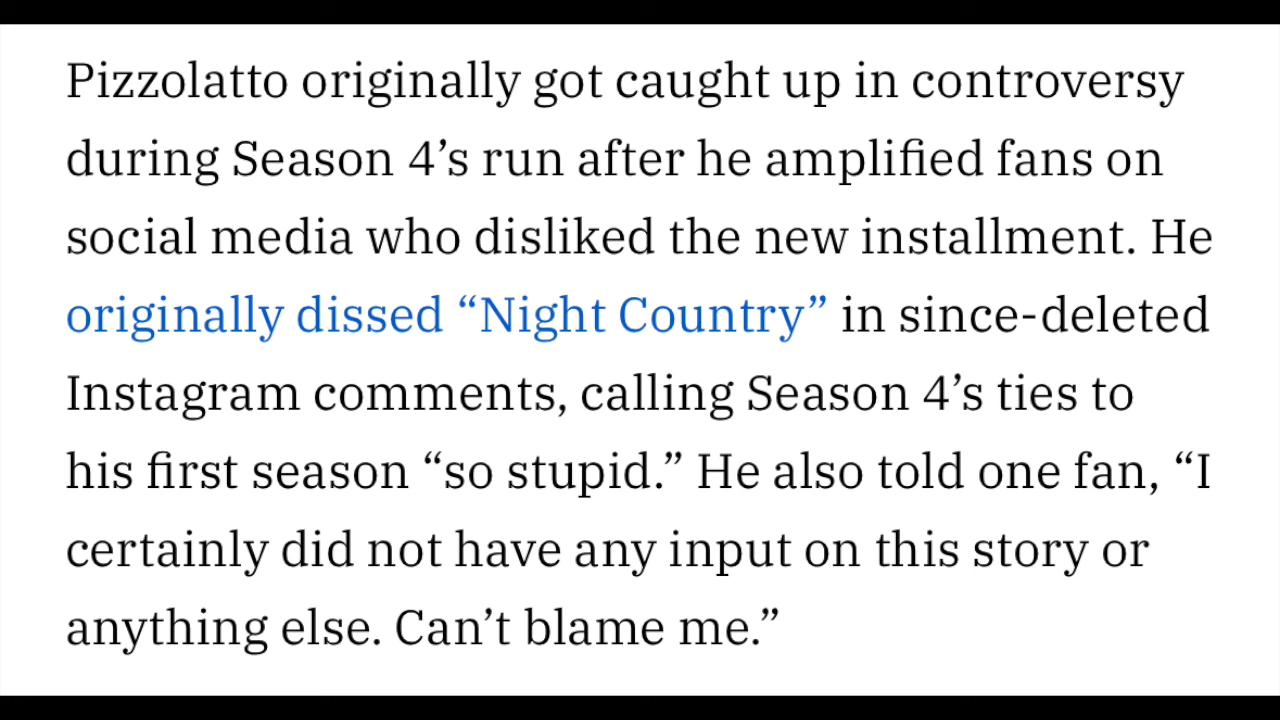 Pizzolatto originally got caught up in controversy
during Season 4’s run after he amplified fans on
social media who disliked the new installment. He
originally dissed “Night Country” in since-deleted
Instagram comments, calling Season 4’s ties to
his first season “so stupid.” He also told one fan, “I
certainly did not have any input on this story or
anything else. Can’t blame me.”